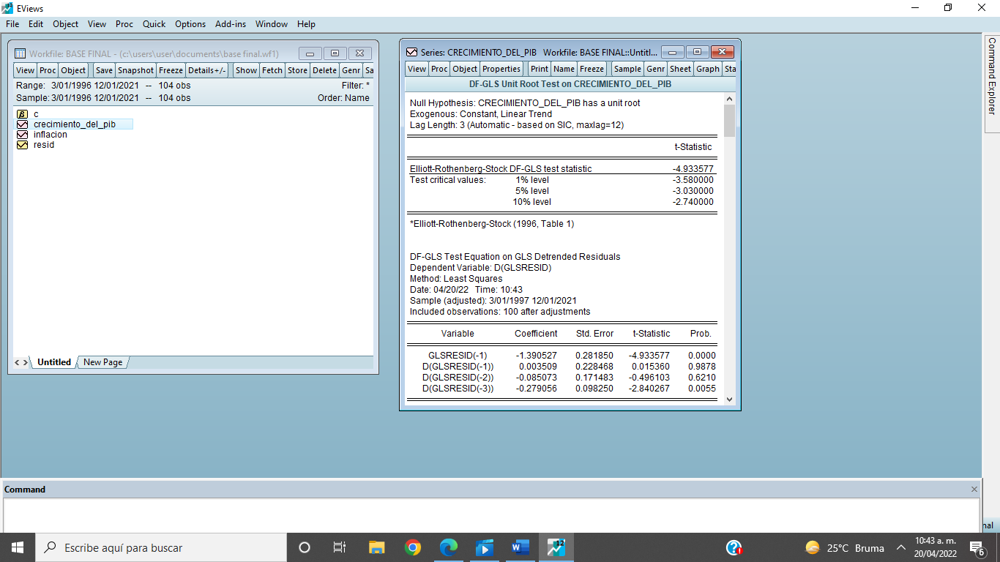 EViews
File Edit Object View Proc Quick Options Add-ins Window Help
Workfile: BASE FINAL - (c:\users\user\documents\base final.wf1)
View Proc Object Save Snapshot Freeze Details+/- Show Fetch Store Delete Genr Sa
Range: 3/01/1996 12/01/2021 -- 104 obs Filter: *
Sample: 3/01/1996 12/01/2021 -- 104 obs Order: Name
β c
crecimiento_del_pib
inflacion
resid
< > Untitled New Page
Series: CRECIMIENTO_DEL_PIB Workfile: BASE FINAL::Untitl...
View Proc Object Properties Print Name Freeze Sample Genr Sheet Graph Sta
DF-GLS Unit Root Test on CRECIMIENTO_DEL_PIB
Null Hypothesis: CRECIMIENTO_DEL_PIB has a unit root
Exogenous: Constant, Linear Trend
Lag Length: 3 (Automatic - based on SIC, maxlag=12)
t-Statistic
Elliott-Rothenberg-Stock DF-GLS test statistic -4.933577
Test critical values: 1% level -3.580000
5% level -3.030000
10% level -2.740000
*Elliott-Rothenberg-Stock (1996, Table 1)
DF-GLS Test Equation on GLS Detrended Residuals
Dependent Variable: D(GLSRESID)
Method: Least Squares
Date: 04/20/22 Time: 10:43
Sample (adjusted): 3/01/1997 12/01/2021
Included observations: 100 after adjustments
Variable Coefficient Std. Error t-Statistic Prob.
GLSRESID(-1) -1.390527 0.281850 -4.933577 0.0000
D(GLSRESID(-1)) 0.003509 0.228468 0.015360 0.9878
D(GLSRESID(-2)) -0.085073 0.171483 -0.496103 0.6210
D(GLSRESID(-3)) -0.279056 0.098250 -2.840267 0.0055
Command Explorer
Command
nal
Escribe aquí para buscar
W
12
25°C Bruma
10:43 a. m.
20/04/2022
6